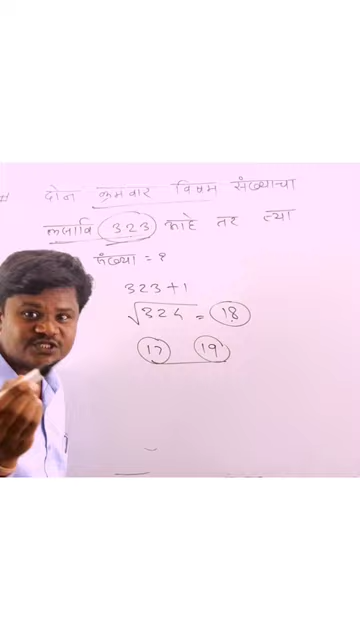 दोन क्रमवार विषम संख्यांचा
323 आहे तर त्या
संख्या = ?
323 + 1
√324 = 18
17 19